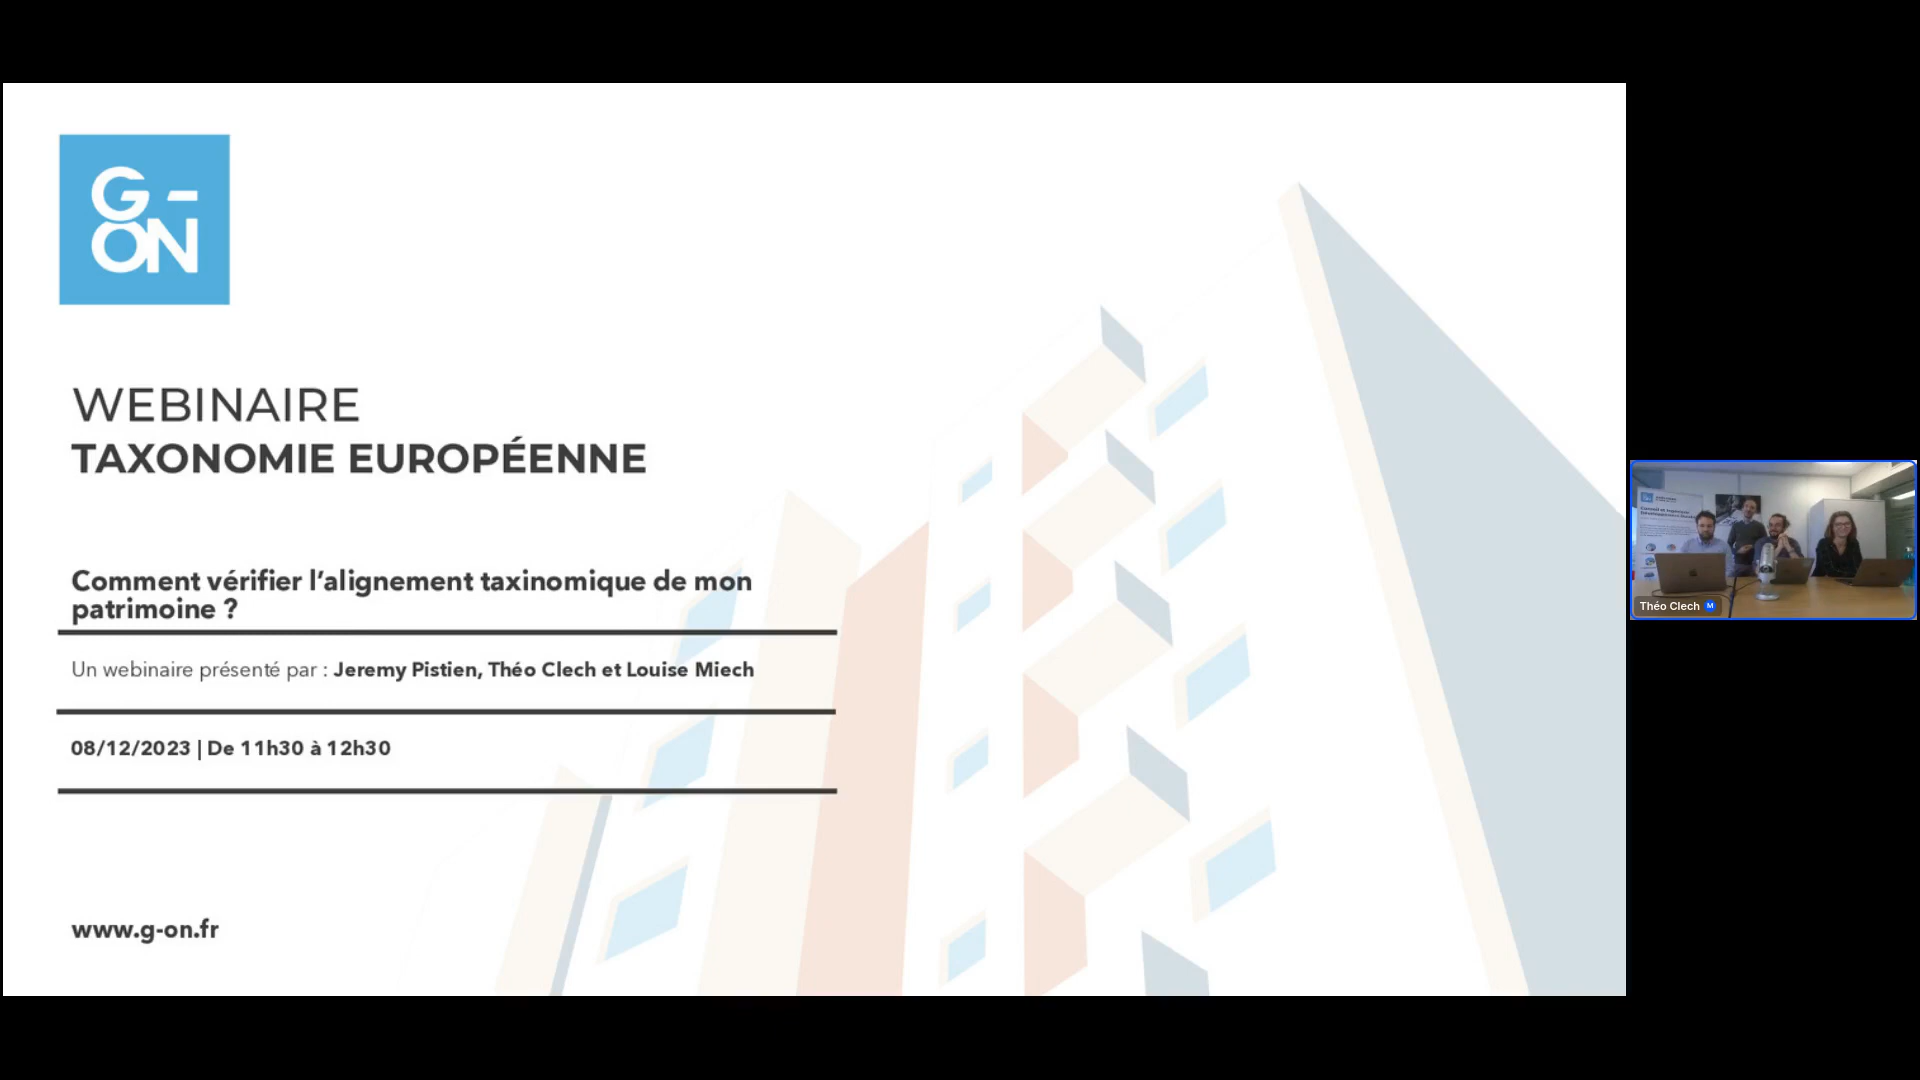 G-
ON
WEBINAIRE
TAXONOMIE EUROPÉENNE
Comment vérifier l’alignement taxinomique de mon
patrimoine ?
Un webinaire présenté par : Jeremy Pistien, Théo Clech et Louise Miech
08/12/2023 | De 11h30 à 12h30
www.g-on.fr
Théo Clech M